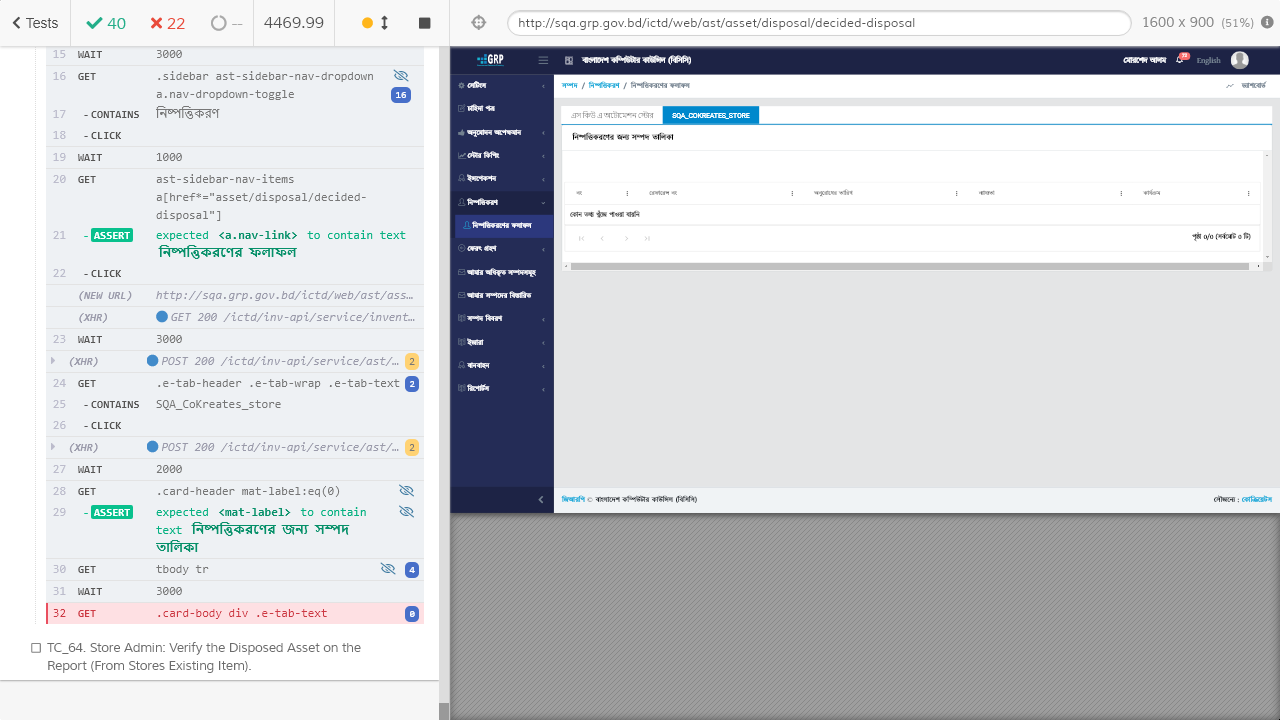 Tests
40
22
--
4469.99
http://sqa.grp.gov.bd/ictd/web/ast/asset/disposal/decided-disposal
1600 x 900 (51%)
15 WAIT 3000
16 GET .sidebar ast-sidebar-nav-dropdown
a.nav-dropdown-toggle 16
17 -CONTAINS নিষ্পত্তিকরণ
18 -CLICK
19 WAIT 1000
20 GET ast-sidebar-nav-items
a[href="asset/disposal/decided-
disposal"]
21 -ASSERT expected <a.nav-link> to contain text
নিষ্পত্তিকরণের ফলাফল
22 -CLICK
(NEW URL) http://sqa.grp.gov.bd/ictd/web/ast/ass…
(XHR) GET 200 /ictd/inv-api/service/invent…
23 WAIT 3000
(XHR) POST 200 /ictd/inv-api/service/ast/… 2
24 GET .e-tab-header .e-tab-wrap .e-tab-text 2
25 -CONTAINS SQA_CoKreates_store
26 -CLICK
(XHR) POST 200 /ictd/inv-api/service/ast/… 2
27 WAIT 2000
28 GET .card-header mat-label:eq(0)
29 -ASSERT expected <mat-label> to contain
text নিষ্পত্তিকরণের জন্য সম্পদ
তালিকা
30 GET tbody tr 4
31 WAIT 3000
32 GET .card-body div .e-tab-text 0
TC_64. Store Admin: Verify the Disposed Asset on the
Report (From Stores Existing Item).
GRP
বাংলাদেশ কম্পিউটার কাউন্সিল (বিসিসি)
মোরশেদ আলম
English
সেটিংস
চাহিদা পত্র
অনুমোদন অপেক্ষমান
স্টোর কিপিং
ইন্সপেকশন
নিষ্পত্তিকরণ
নিষ্পত্তিকরণের ফলাফল
ফেরৎ গ্রহণ
আমার অধিকৃত সম্পদসমূহ
আমার সম্পদের বিস্তারিত
সম্পদ বিবরণ
ইজারা
যানবাহন
রিপোর্টস
সম্পদ / নিষ্পত্তিকরণ / নিষ্পত্তিকরণের ফলাফল
ড্যাশবোর্ড
এস কিউ এ অটোমেশন স্টোর
SQA_COKREATES_STORE
নিষ্পত্তিকরণের জন্য সম্পদ তালিকা
নং
রেফারেন্স নং
অনুরোধের তারিখ
কার্যক্রম
কোন তথ্য খুঁজে পাওয়া যায়নি
পৃষ্ঠা 0/0 (সর্বমোট 0 টি)
জিআরপি © বাংলাদেশ কম্পিউটার কাউন্সিল (বিসিসি)
সৌজন্যে : কোক্রিয়েটস